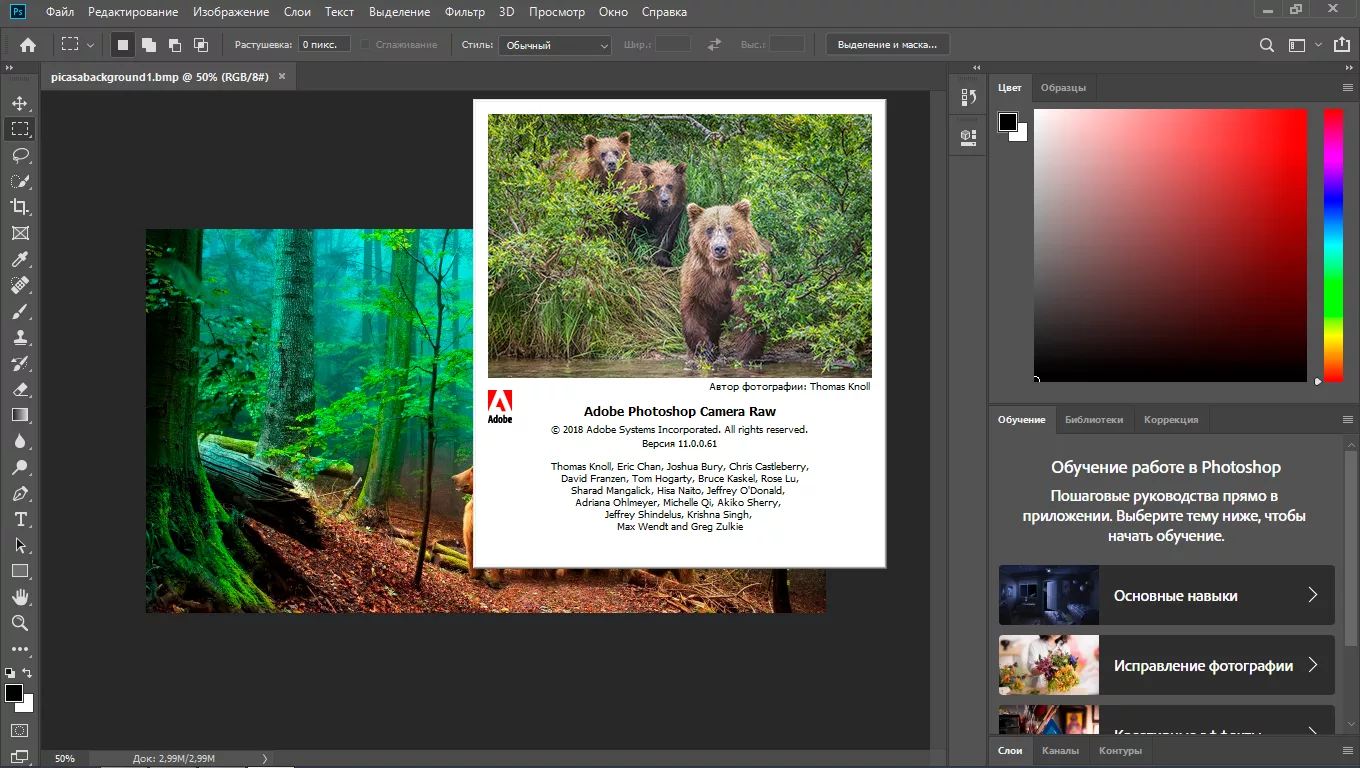 Ps Файл Редактирование Изображение Слои Текст Выделение Фильтр 3D Просмотр Окно Справка
Растушевка: 0 пикс. Сглаживание Стиль: Обычный Шир.: Выс.: Выделение и маска...
picasabackground1.bmp @ 50% (RGB/8#) ×
Автор фотографии: Thomas Knoll
Adobe
Adobe Photoshop Camera Raw
© 2018 Adobe Systems Incorporated. All rights reserved.
Версия 11.0.0.61
Thomas Knoll, Eric Chan, Joshua Bury, Chris Castleberry,
David Franzen, Tom Hogarty, Bruce Kaskel, Rose Lu,
Sharad Mangalick, Hisa Naito, Jeffrey O'Donald,
Adriana Ohlmeyer, Michelle Qi, Akiko Sherry,
Jeffrey Shindelus, Krishna Singh,
Max Wendt and Greg Zulkie
Цвет Образцы
Обучение Библиотеки Коррекция
Обучение работе в Photoshop
Пошаговые руководства прямо в
приложении. Выберите тему ниже, чтобы
начать обучение.
Основные навыки
Исправление фотографии
Слои Каналы Контуры
50% Док: 2,99M/2,99M